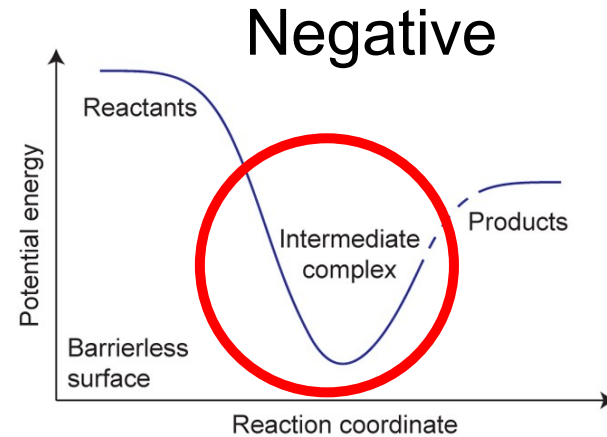 Negative
Reactants
Potential energy
Intermediate
complex
Products
Barrierless
surface
Reaction coordinate